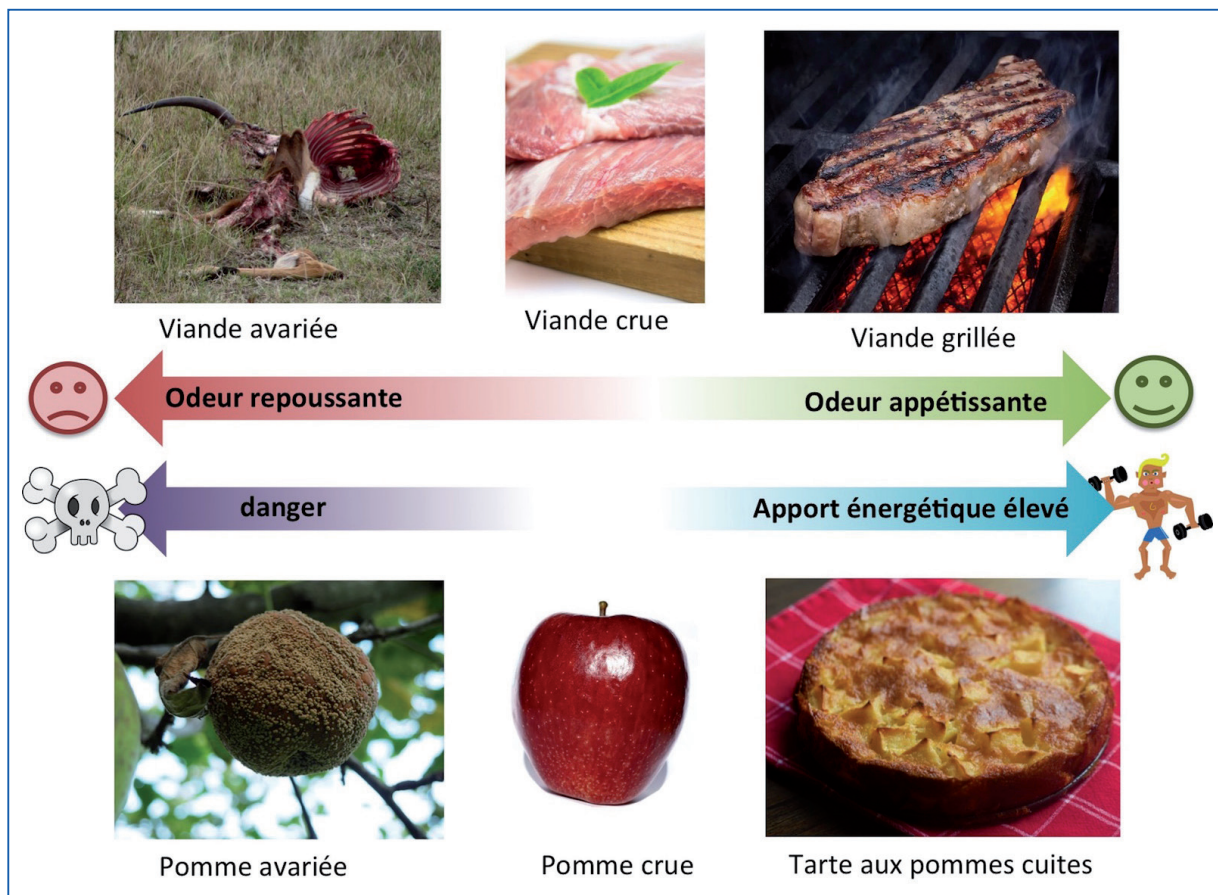 Viande avariée
Viande crue
Viande grillée
Odeur repoussante
Odeur appétissante
danger
Apport énergétique élevé
Pomme avariée
Pomme crue
Tarte aux pommes cuites